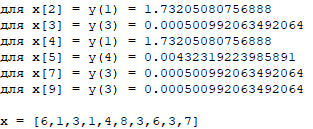 для x[2] = y(1) = 1.73205080756888
для x[3] = y(3) = 0.000500992063492064
для x[4] = y(1) = 1.73205080756888
для x[5] = y(4) = 0.00432319223985891
для x[7] = y(3) = 0.000500992063492064
для x[9] = y(3) = 0.000500992063492064
x = [6,1,3,1,4,8,3,6,3,7]